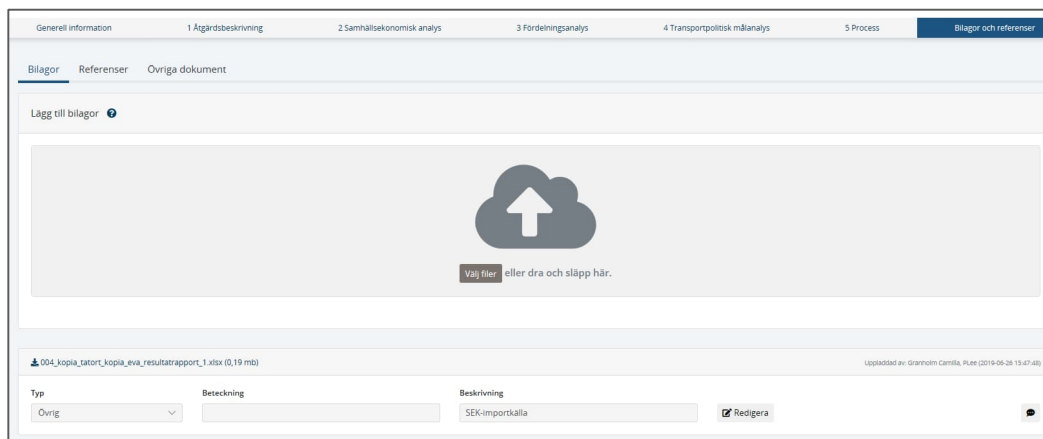 Generell information 1 Åtgärdsbeskrivning 2 Samhällsekonomisk analys 3 Fördelningsanalys 4 Transportpolitisk målanalys 5 Process Bilagor och referenser
Bilagor Referenser Övriga dokument
Lägg till bilagor ?
Välj filer eller dra och släpp här.
004_kopia_tatort_kopia_eva_resultatrapport_1.xlsx (0,19 mb) Uppladdad av: Granholm Camilla, PLee (2019-06-26 15:47:48)
Typ Beteckning Beskrivning
Övrig SEK-importkälla Redigera